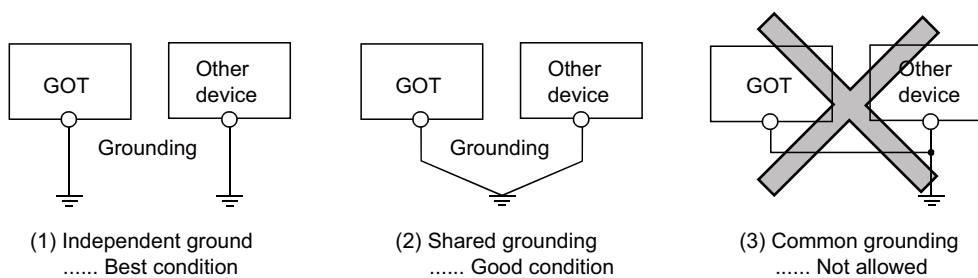 GOT
Other
device
Grounding
(1) Independent ground
...... Best condition
GOT
Other
device
Grounding
(2) Shared grounding
...... Good condition
GOT
Other
device
(3) Common grounding
...... Not allowed